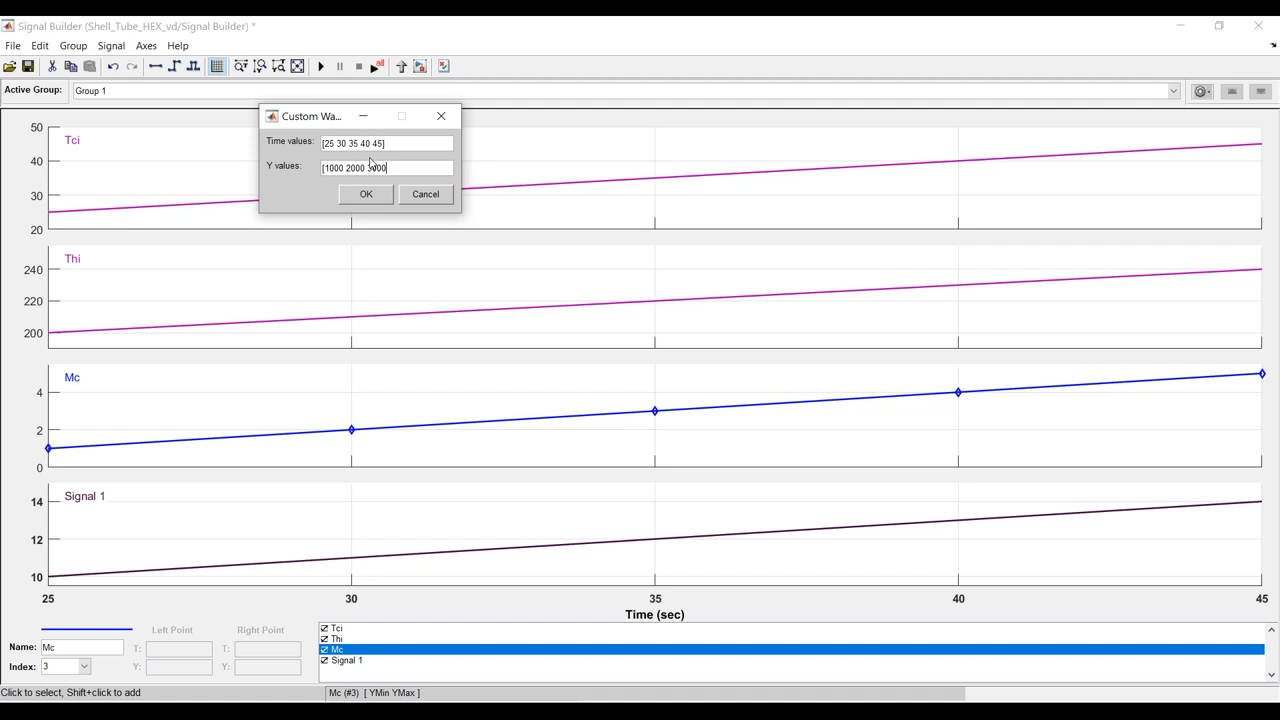 Signal Builder (Shell_Tube_HEX_vd/Signal Builder) *
File Edit Group Signal Axes Help
Active Group: Group 1
Custom Wa...
Time values: [25 30 35 40 45]
Y values: [1000 2000 3000
OK Cancel
50
Tci
40
30
20
Thi
240
220
200
Mc
4
2
0
Signal 1
14
12
10
25 30 35 40 45
Time (sec)
Left Point Right Point
Name: Mc T: T:
Index: 3 Y: Y:
Tci
Thi
Mc
Signal 1
Click to select, Shift+click to add
Mc (#3) [ YMin YMax ]